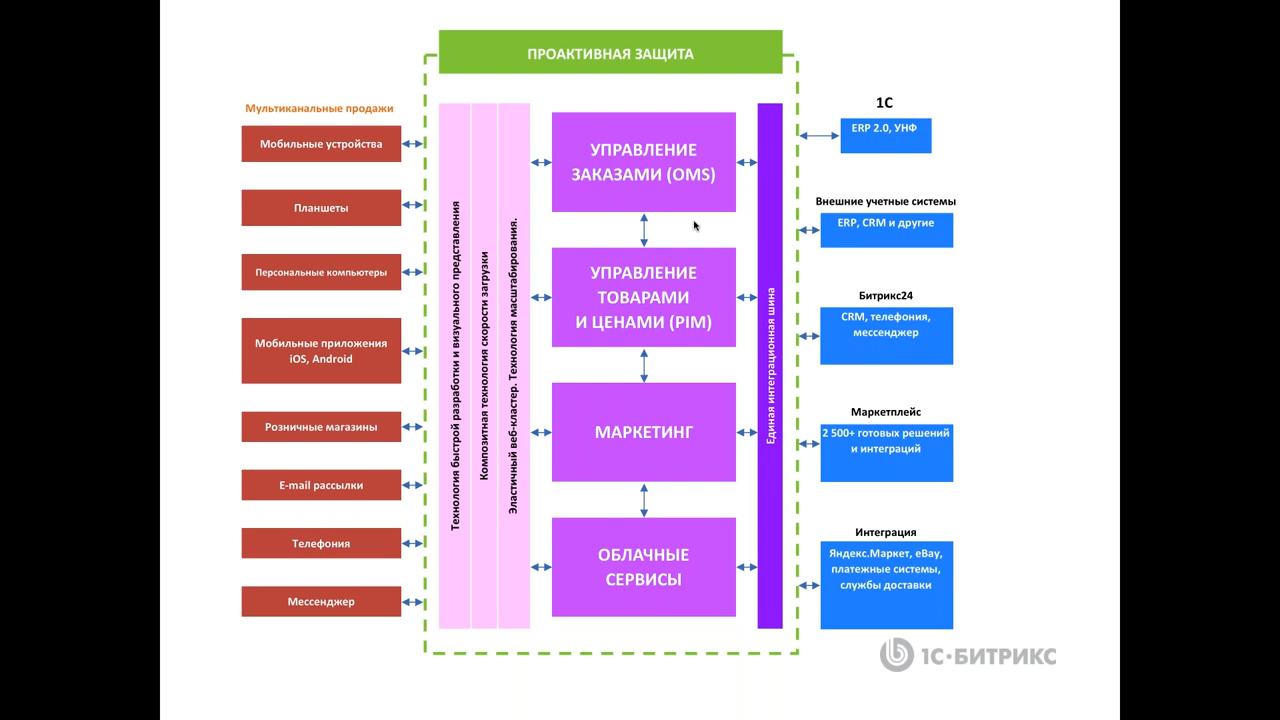 ПРОАКТИВНАЯ ЗАЩИТА
Мультиканальные продажи
Мобильные устройства
Планшеты
Персональные компьютеры
Мобильные приложения
iOS, Android
Розничные магазины
E-mail рассылки
Телефония
Мессенджер
Технология быстрой разработки и визуального представления
Композитная технология скорости загрузки
Эластичный веб-кластер. Технология масштабирования.
УПРАВЛЕНИЕ
ЗАКАЗАМИ (OMS)
УПРАВЛЕНИЕ
ТОВАРАМИ
И ЦЕНАМИ (PIM)
МАРКЕТИНГ
ОБЛАЧНЫЕ
СЕРВИСЫ
Единая интеграционная шина
1С
ERP 2.0, УНФ
Внешние учетные системы
ERP, CRM и другие
Битрикс24
CRM, телефония,
мессенджер
Маркетплейс
2 500+ готовых решений
и интеграций
Интеграция
Яндекс.Маркет, eBay,
платежные системы,
службы доставки
1С·БИТРИКС